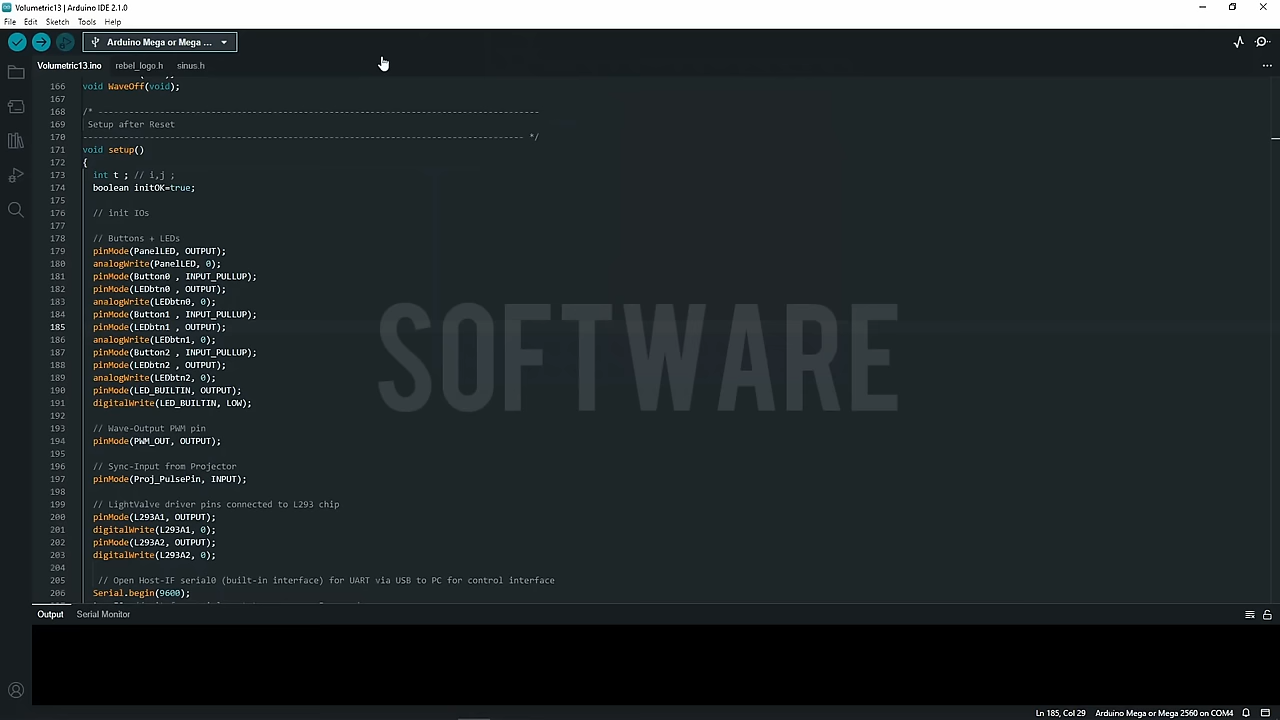 Volumetric13 | Arduino IDE 2.1.0
File Edit Sketch Tools Help
Arduino Mega or Mega ...
Volumetric13.ino rebel_logo.h sinus.h
166 void WaveOff(void);
167
168 /* ------------------------------------------------------------------------------------
169 Setup after Reset
170 ------------------------------------------------------------------------------------ */
171 void setup()
172 {
173 int t ; // i,j ;
174 boolean initOK=true;
175
176 // init IOs
177
178 // Buttons + LEDs
179 pinMode(PanelLED, OUTPUT);
180 analogWrite(PanelLED, 0);
181 pinMode(Button0 , INPUT_PULLUP);
182 pinMode(LEDbtn0 , OUTPUT);
183 analogWrite(LEDbtn0, 0);
184 pinMode(Button1 , INPUT_PULLUP);
185 pinMode(LEDbtn1 , OUTPUT);
186 analogWrite(LEDbtn1, 0);
187 pinMode(Button2 , INPUT_PULLUP);
188 pinMode(LEDbtn2 , OUTPUT);
189 analogWrite(LEDbtn2, 0);
190 pinMode(LED_BUILTIN, OUTPUT);
191 digitalWrite(LED_BUILTIN, LOW);
192
193 // Wave-Output PWM pin
194 pinMode(PWM_OUT, OUTPUT);
195
196 // Sync-Input from Projector
197 pinMode(Proj_PulsePin, INPUT);
198
199 // LightValve driver pins connected to L293 chip
200 pinMode(L293A1, OUTPUT);
201 digitalWrite(L293A1, 0);
202 pinMode(L293A2, OUTPUT);
203 digitalWrite(L293A2, 0);
204
205 // Open Host-IF serial0 (built-in interface) for UART via USB to PC for control interface
206 Serial.begin(9600);
SOFTWARE
Output Serial Monitor
Ln 185, Col 29 Arduino Mega or Mega 2560 on COM4